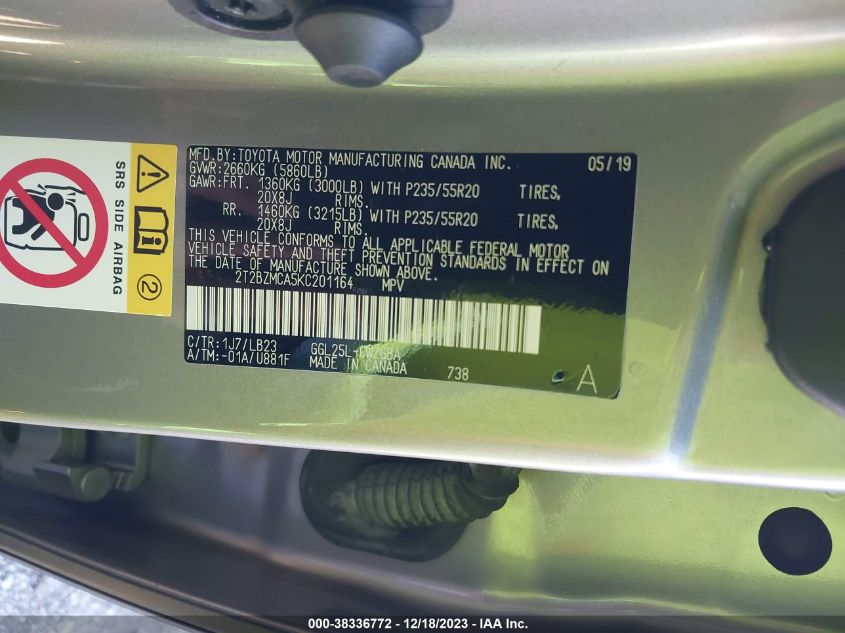 SRS SIDE AIRBAG
2
MFD.BY:TOYOTA MOTOR MANUFACTURING CANADA INC. 05/19
GVWR:2660KG (5860LB)
GAWR:FRT. 1360KG (3000LB) WITH P235/55R20 TIRES,
20X8J RIMS.
RR. 1460KG (3215LB) WITH P235/55R20 TIRES,
20X8J RIMS.
THIS VEHICLE CONFORMS TO ALL APPLICABLE FEDERAL MOTOR
VEHICLE SAFETY AND THEFT PREVENTION STANDARDS IN EFFECT ON
THE DATE OF MANUFACTURE SHOWN ABOVE.
2T2BZMCA5KC201164 MPV
C/TR:1J7/LB23 GGL25L-CWZGBA
A/TM:-01A/U881F MADE IN CANADA 738 A
000-38336772 - 12/18/2023 - IAA Inc.